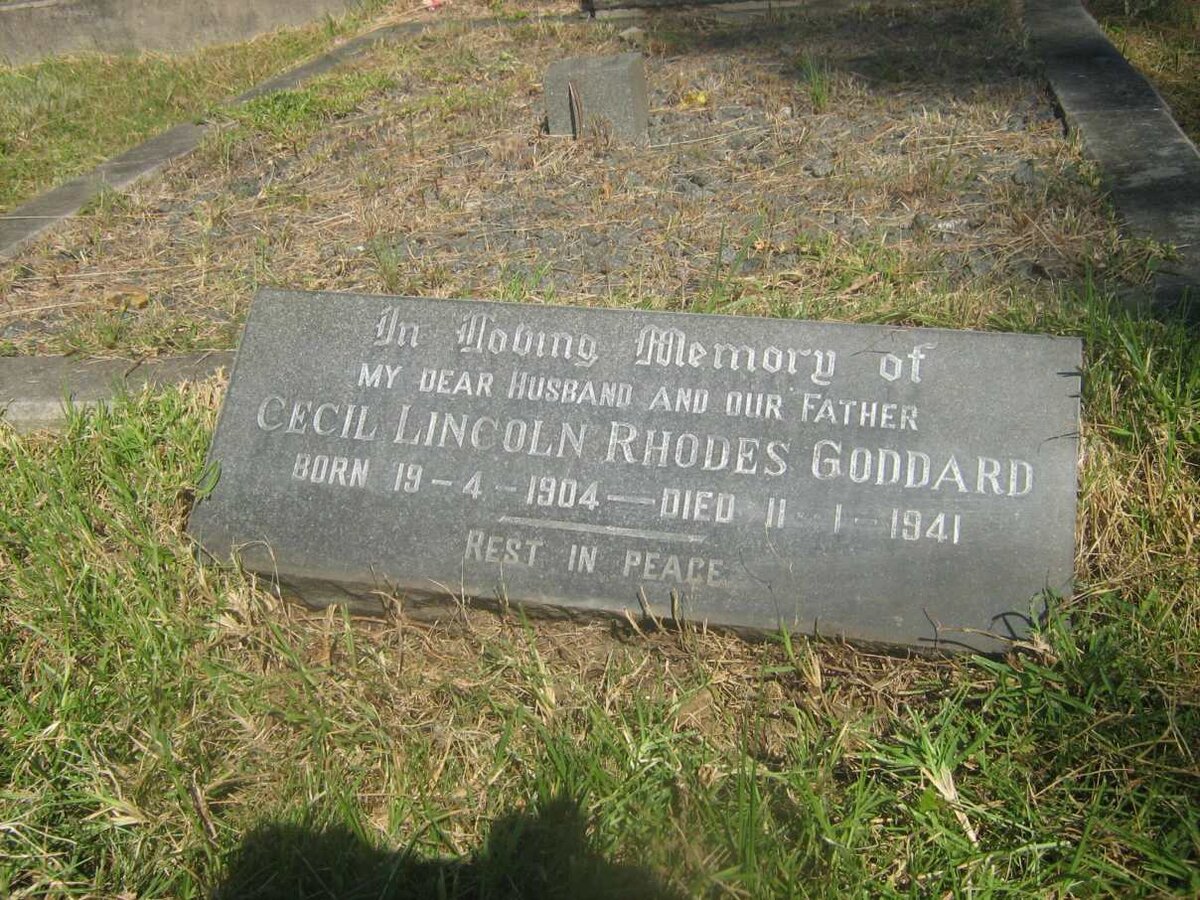 In Loving Memory of
MY DEAR HUSBAND AND OUR FATHER
CECIL LINCOLN RHODES GODDARD
BORN 19-4-1904 — DIED 11 1-1941
REST IN PEACE